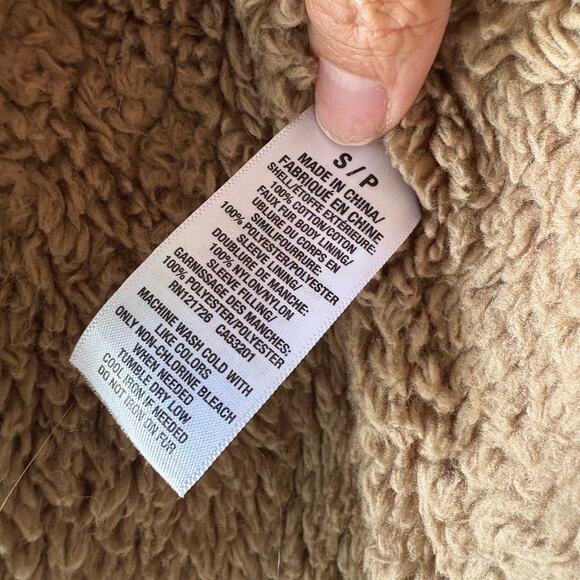 S / P
MADE IN CHINA/
FABRIQUÉ EN CHINE
SHELL/ÉTOFFE EXTÉRIEURE:
100% COTTON/COTON
FAUX FUR BODY LINING/
UBLURE DU CORPS EN
SIMILIFOURRURE:
100% POLYESTER/POLYESTER
SLEEVE LINING/
DOUBLURE DE MANCHE:
100% NYLON/NYLON
SLEEVE FILLING/
GARNISSAGE DES MANCHES:
100% POLYESTER/POLYESTER
RN121726 CA53201
MACHINE WASH COLD WITH
LIKE COLORS
ONLY NON-CHLORINE BLEACH
WHEN NEEDED
TUMBLE DRY LOW
COOL IRON IF NEEDED
DO NOT IRON ON FUR